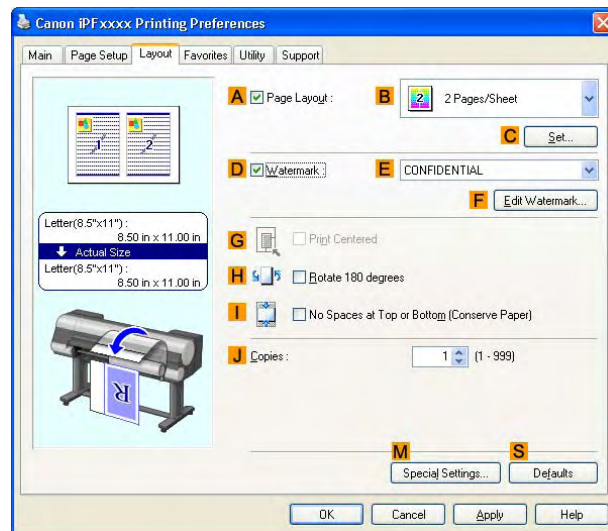 Canon iPFxxxx Printing Preferences
Main Page Setup Layout Favorites Utility Support
A Page Layout : B 2 2 Pages/Sheet
C Set...
D Watermark : E CONFIDENTIAL
F Edit Watermark...
1 2
Letter(8.5"x11") :
8.50 in x 11.00 in
Actual Size
Letter(8.5"x11") :
8.50 in x 11.00 in
G Print Centered
H Rotate 180 degrees
I No Spaces at Top or Bottom (Conserve Paper)
J Copies : 1 (1 - 999)
R
M S
Special Settings... Defaults
OK Cancel Apply Help